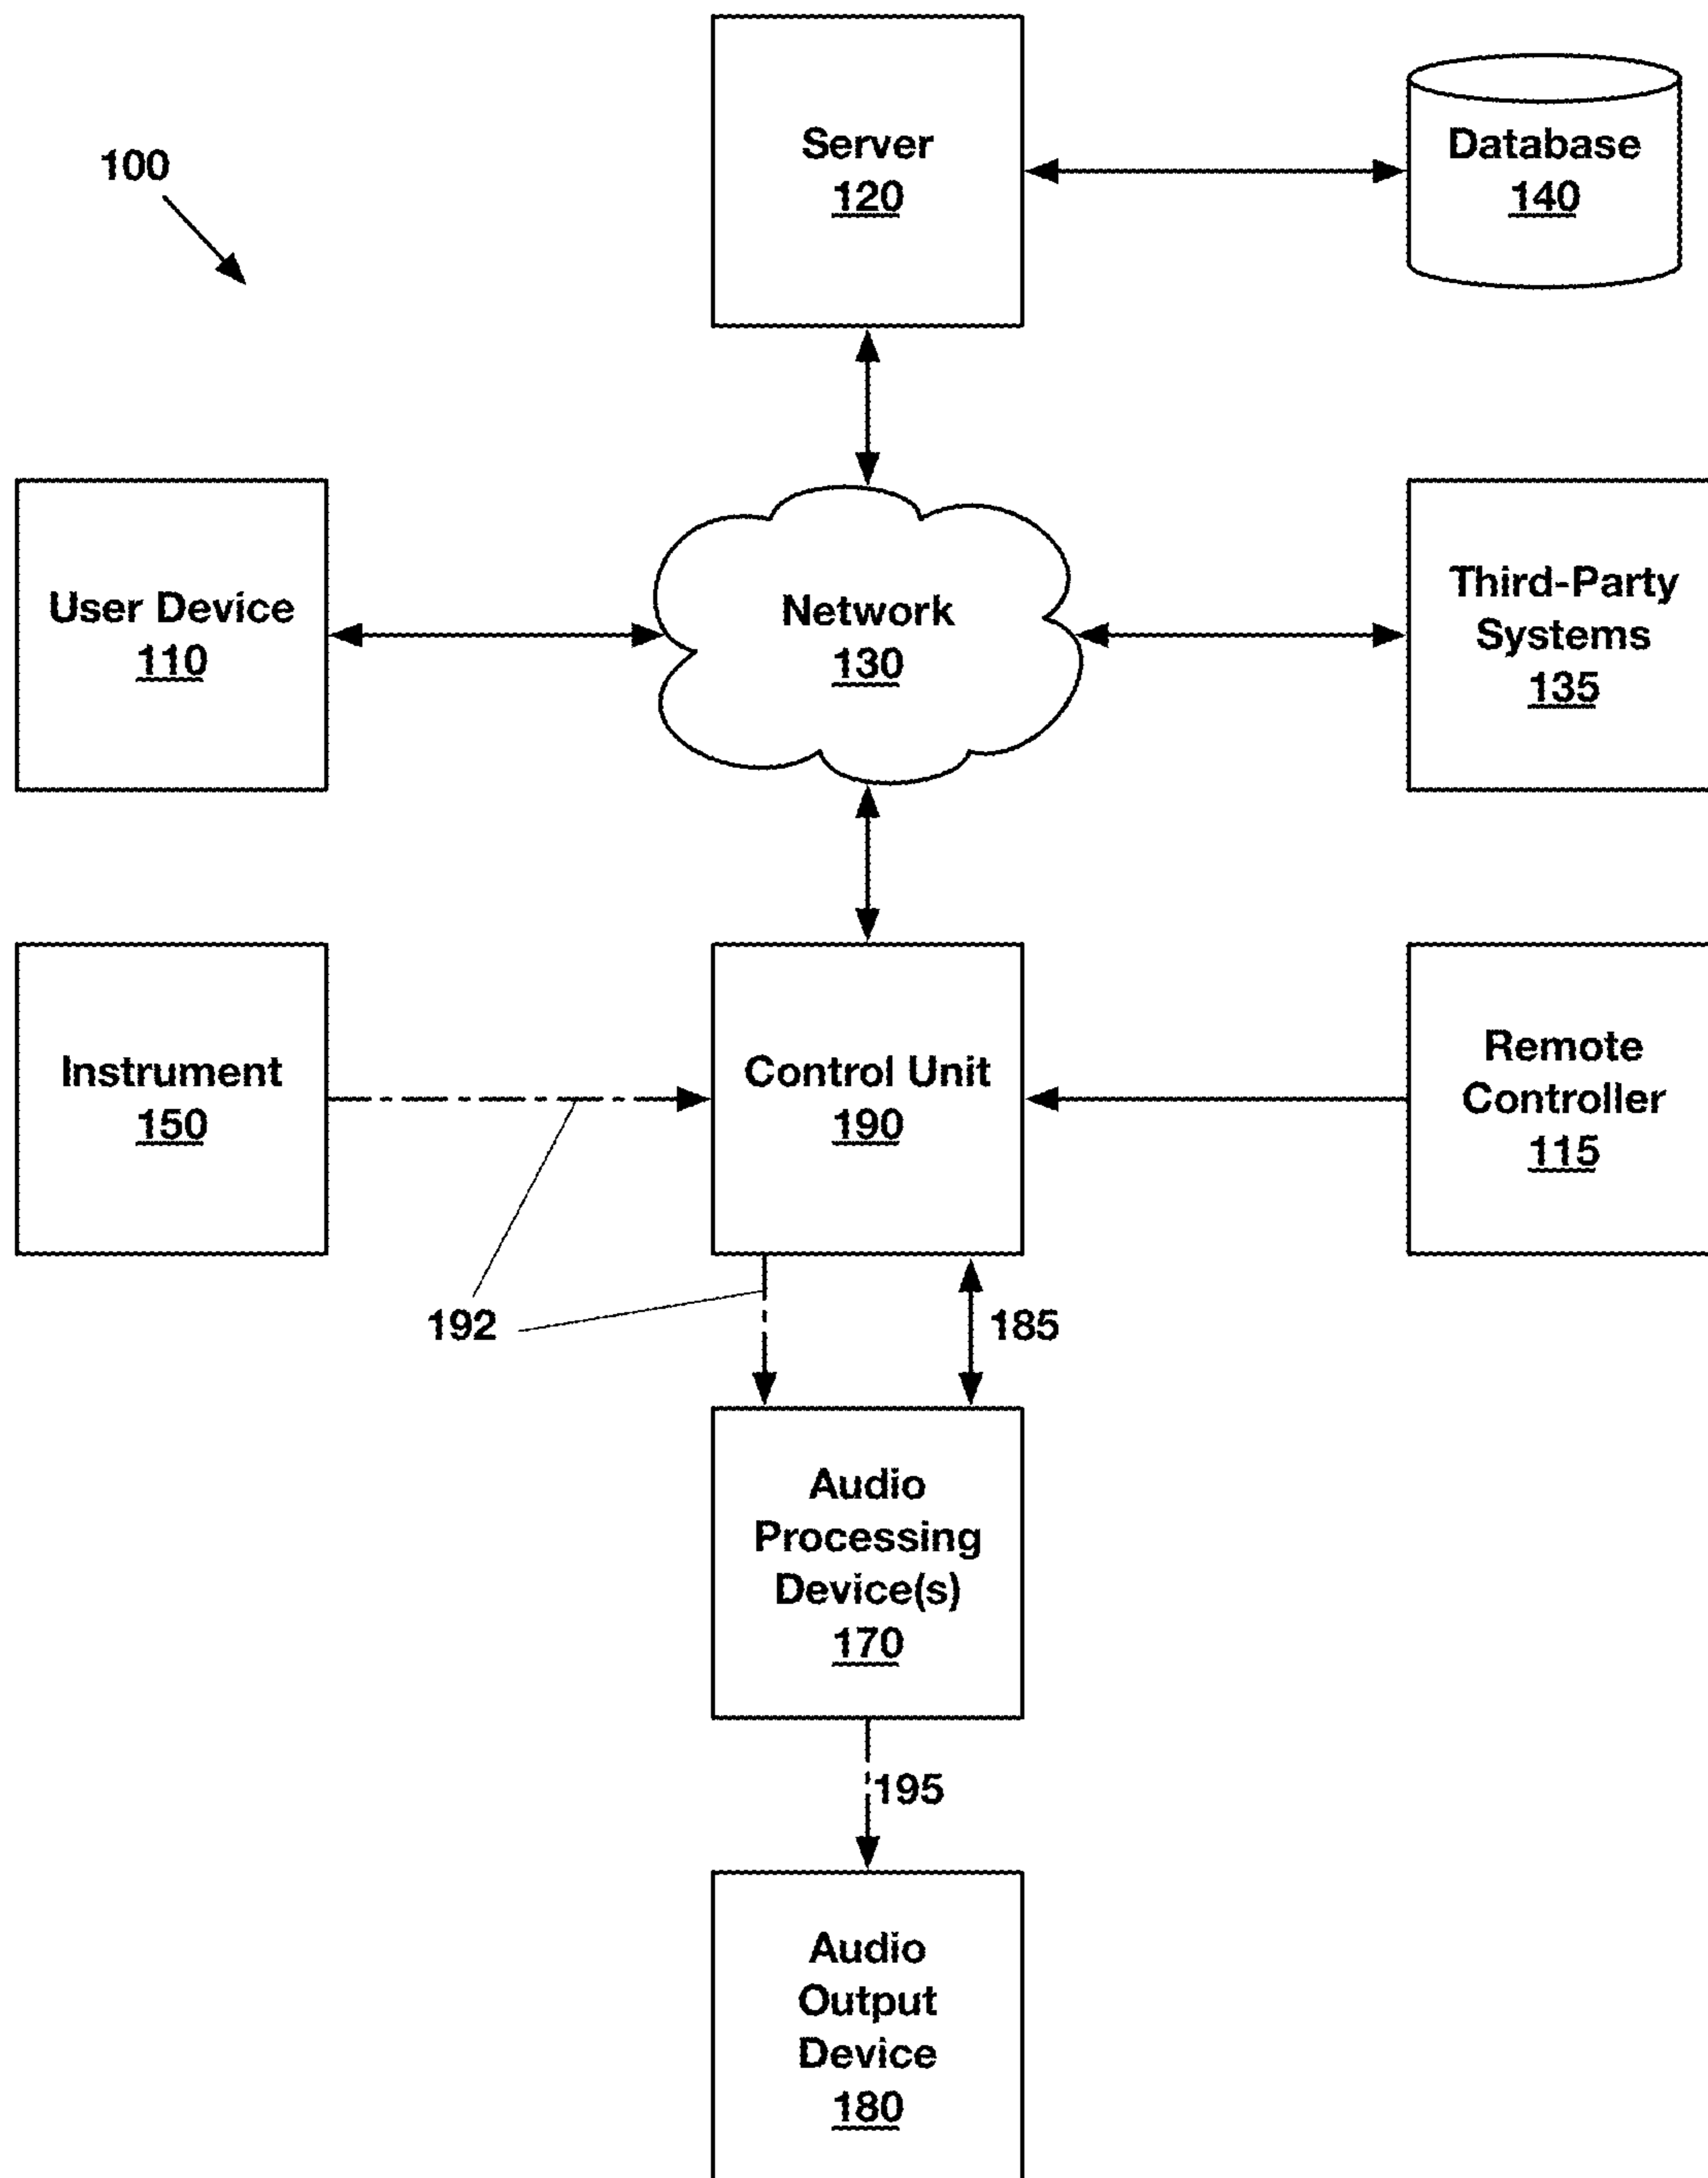 100
Server
120
Database
140
User Device
110
Network
130
Third-Party
Systems
135
Instrument
150
Control Unit
190
Remote
Controller
115
192
185
Audio
Processing
Device(s)
170
195
Audio
Output
Device
180